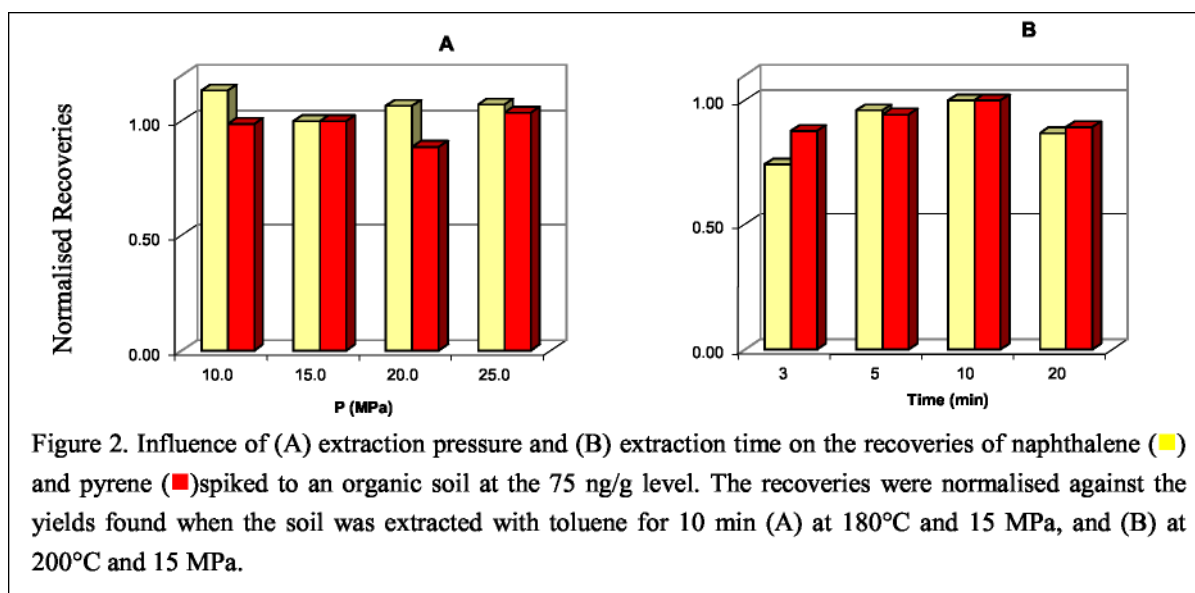 A
B
Normalised Recoveries
1.00
0.50
0.00
10.0 15.0 20.0 25.0
P (MPa)
1.00
0.50
0.00
3 5 10 20
Time (min)
Figure 2. Influence of (A) extraction pressure and (B) extraction time on the recoveries of naphthalene ( )
and pyrene ( )spiked to an organic soil at the 75 ng/g level. The recoveries were normalised against the
yields found when the soil was extracted with toluene for 10 min (A) at 180°C and 15 MPa, and (B) at
200°C and 15 MPa.